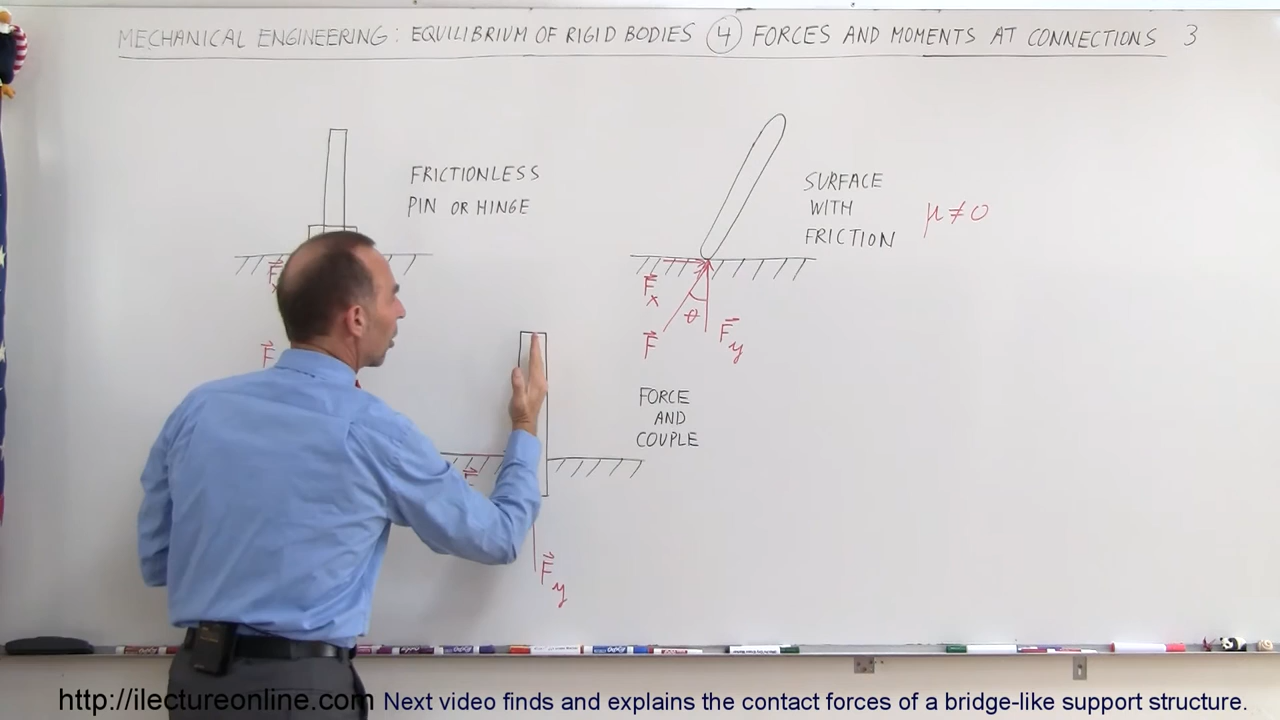 MECHANICAL ENGINEERING: EQUILIBRIUM OF RIGID BODIES 4 FORCES AND MOMENTS AT CONNECTIONS 3
FRICTIONLESS
PIN OR HINGE
SURFACE
WITH
FRICTION
μ ≠ 0
F
F x
θ
F
F y
FORCE
AND
COUPLE
F y
http://ilectureonline.com Next video finds and explains the contact forces of a bridge-like support structure.